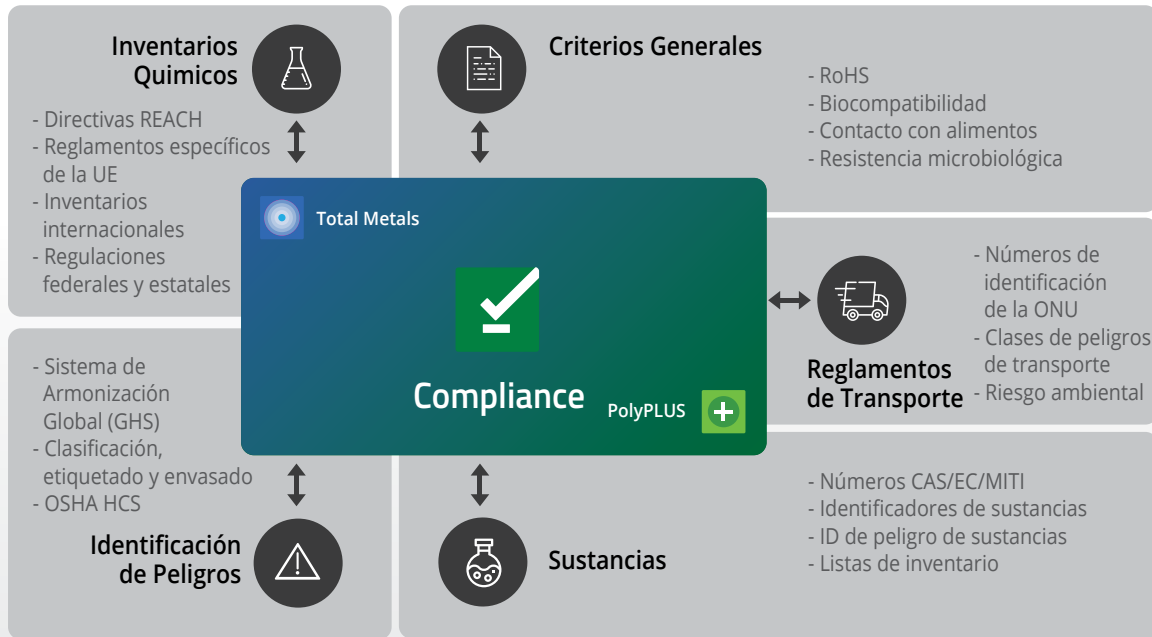 Inventarios
Quimicos
- Directivas REACH
- Reglamentos específicos
de la UE
- Inventarios
internacionales
- Regulaciones
federales y estatales
Criterios Generales
- RoHS
- Biocompatibilidad
- Contacto con alimentos
- Resistencia microbiológica
Total Metals
Compliance
PolyPLUS
- Números de
identificación
de la ONU
- Clases de peligros
de transporte
- Riesgo ambiental
Reglamentos
de Transporte
- Sistema de
Armonización
Global (GHS)
- Clasificación,
etiquetado y envasado
- OSHA HCS
Identificación
de Peligros
Sustancias
- Números CAS/EC/MITI
- Identificadores de sustancias
- ID de peligro de sustancias
- Listas de inventario